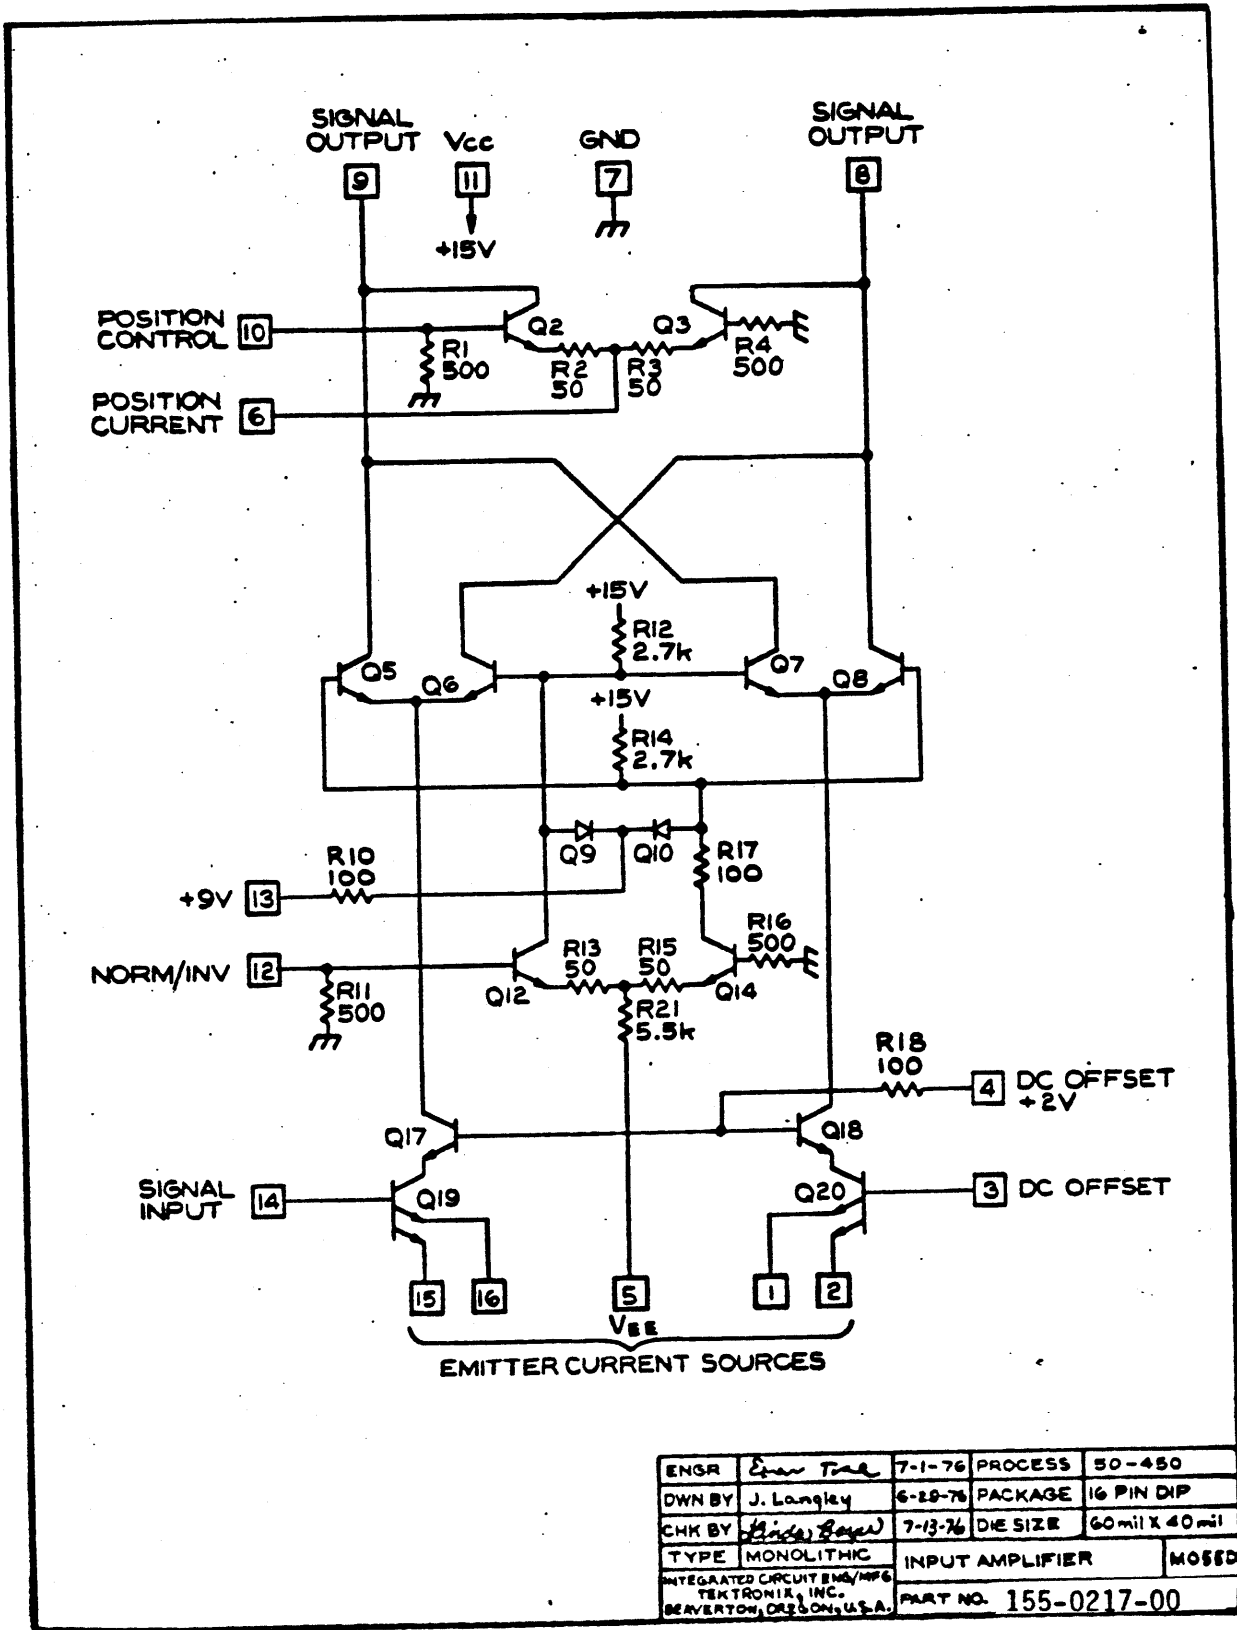 SIGNAL OUTPUT
9
Vcc
11
+15V
GND
7
SIGNAL OUTPUT
8
POSITION CONTROL
10
Q2
Q3
R1
500
R2
50
R3
50
R4
500
POSITION CURRENT
6
+15V
R12
2.7k
Q5
Q6
Q7
Q8
+15V
R14
2.7k
Q9
Q10
R17
100
R10
100
+9V
13
NORM/INV
12
R13
50
R15
50
R16
500
Q12
Q14
R11
500
R21
5.5k
R18
100
4
DC OFFSET
+2V
Q17
Q18
SIGNAL INPUT
14
Q19
Q20
3
DC OFFSET
15
16
5
1
2
VEE
EMITTER CURRENT SOURCES
ENGR 7-1-76 PROCESS 50-450
DWN BY J. Langley 6-28-76 PACKAGE 16 PIN DIP
CHK BY 7-13-76 DIE SIZE 60 mil X 40 mil
TYPE MONOLITHIC INPUT AMPLIFIER
INTEGRATED CIRCUIT ENG/MFG
TEKTRONIX, INC.
BEAVERTON, OREGON, U.S.A.
PART NO. 155-0217-00